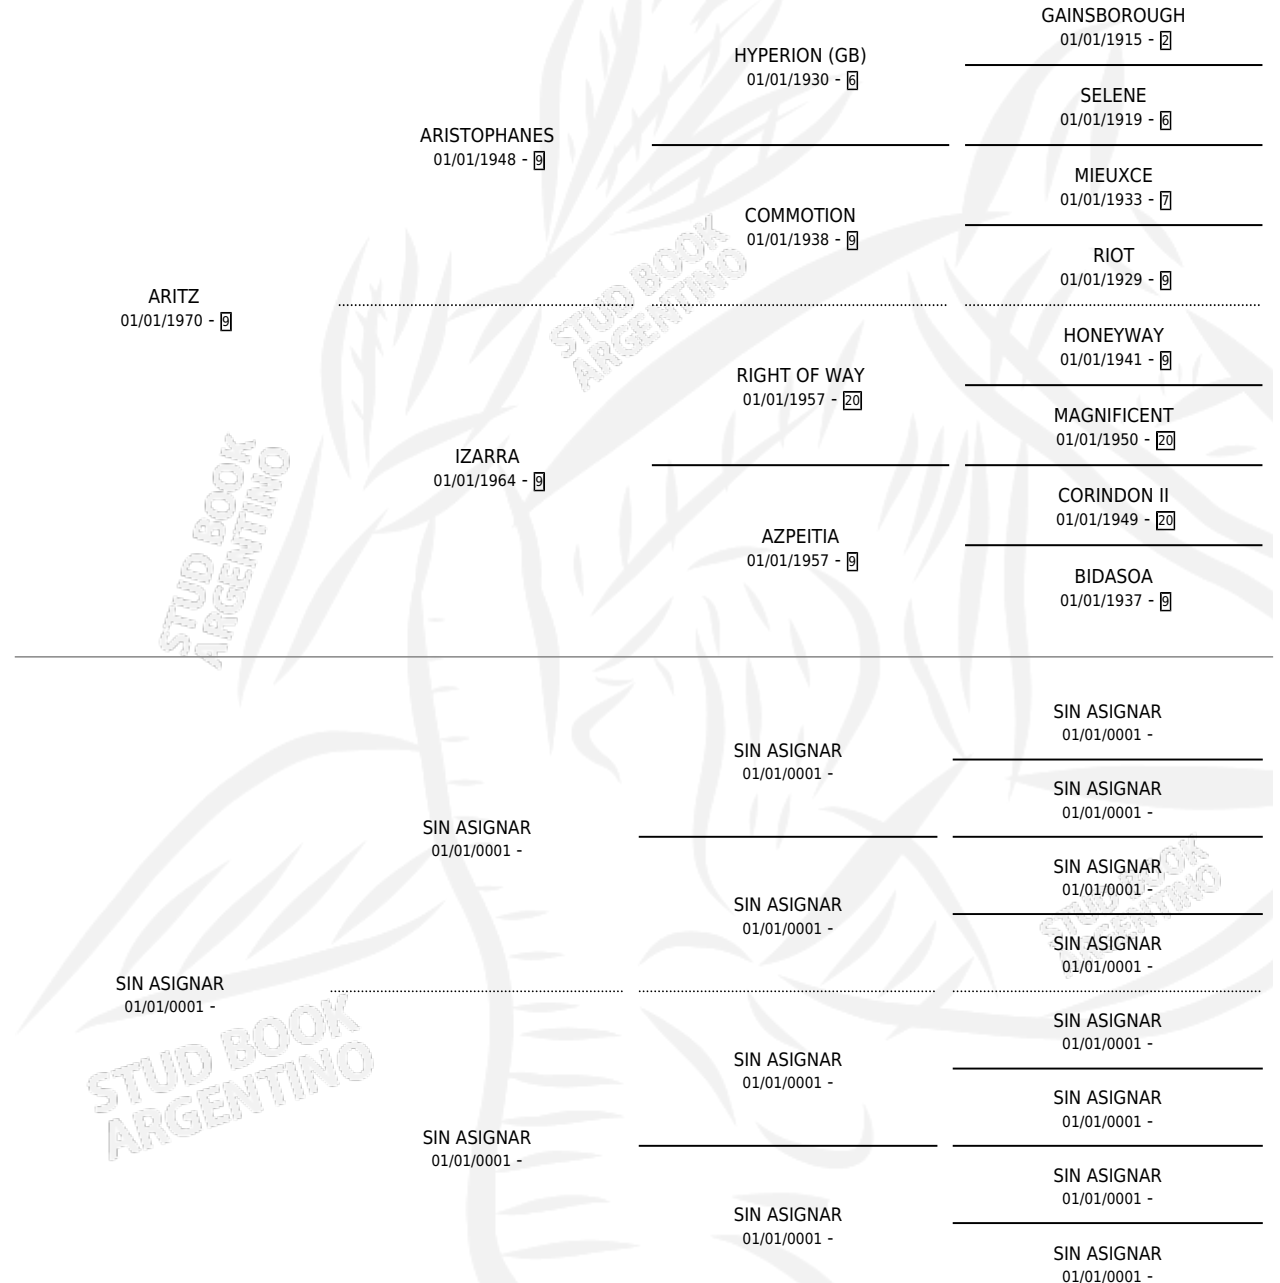 GAINSBOROUGH
01/01/1915 - 2
HYPERION (GB)
01/01/1930 - 6
SELENE
01/01/1919 - 6
ARISTOPHANES
01/01/1948 - 9
MIEUXCE
01/01/1933 - 7
COMMOTION
01/01/1938 - 9
RIOT
01/01/1929 - 9
ARITZ
01/01/1970 - 9
HONEYWAY
01/01/1941 - 9
RIGHT OF WAY
01/01/1957 - 20
MAGNIFICENT
01/01/1950 - 20
IZARRA
01/01/1964 - 9
CORINDON II
01/01/1949 - 20
AZPEITIA
01/01/1957 - 9
BIDASOA
01/01/1937 - 9
STUD BOOK
ARGENTINO
STUD BOOK
ARGENTINO
SIN ASIGNAR
01/01/0001 -
SIN ASIGNAR
01/01/0001 -
SIN ASIGNAR
01/01/0001 -
SIN ASIGNAR
01/01/0001 -
SIN ASIGNAR
01/01/0001 -
SIN ASIGNAR
01/01/0001 -
SIN ASIGNAR
01/01/0001 -
SIN ASIGNAR
01/01/0001 -
SIN ASIGNAR
01/01/0001 -
SIN ASIGNAR
01/01/0001 -
SIN ASIGNAR
01/01/0001 -
SIN ASIGNAR
01/01/0001 -
SIN ASIGNAR
01/01/0001 -
SIN ASIGNAR
01/01/0001 -
SIN ASIGNAR
01/01/0001 -
STUD BOOK
ARGENTINO
STUD BOOK
ARGENTINO